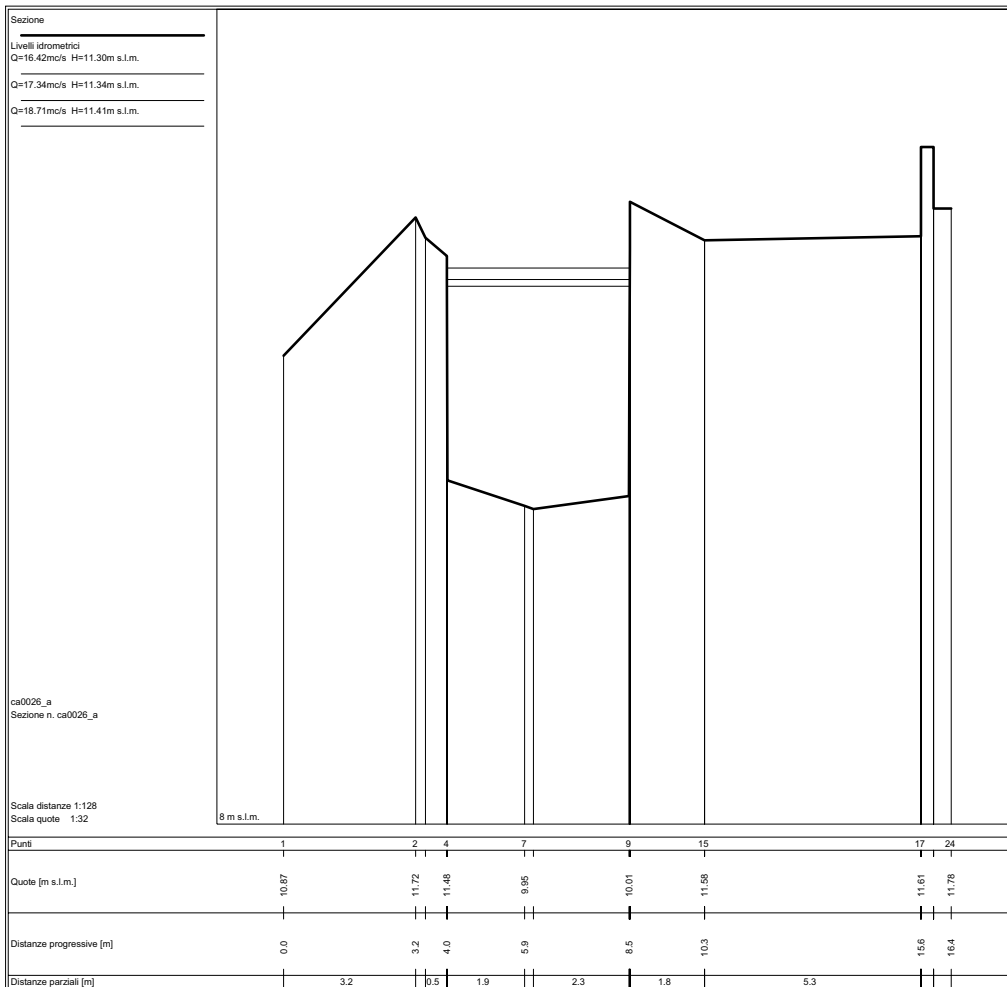 Sezione
Livelli idrometrici
Q=16.42mc/s H=11.30m s.l.m.
Q=17.34mc/s H=11.34m s.l.m.
Q=18.71mc/s H=11.41m s.l.m.
ca0026_a
Sezione n. ca0026_a
Scala distanze 1:128
Scala quote 1:32
8 m s.l.m.
Punti 1 2 4 7 9 15 17 24
Quote [m s.l.m.] 10.87 11.72 11.48 9.95 10.01 11.58 11.61 11.78
Distanze progressive [m] 0.0 3.2 4.0 5.9 8.5 10.3 15.6 16.4
Distanze parziali [m] 3.2 0.5 1.9 2.3 1.8 5.3